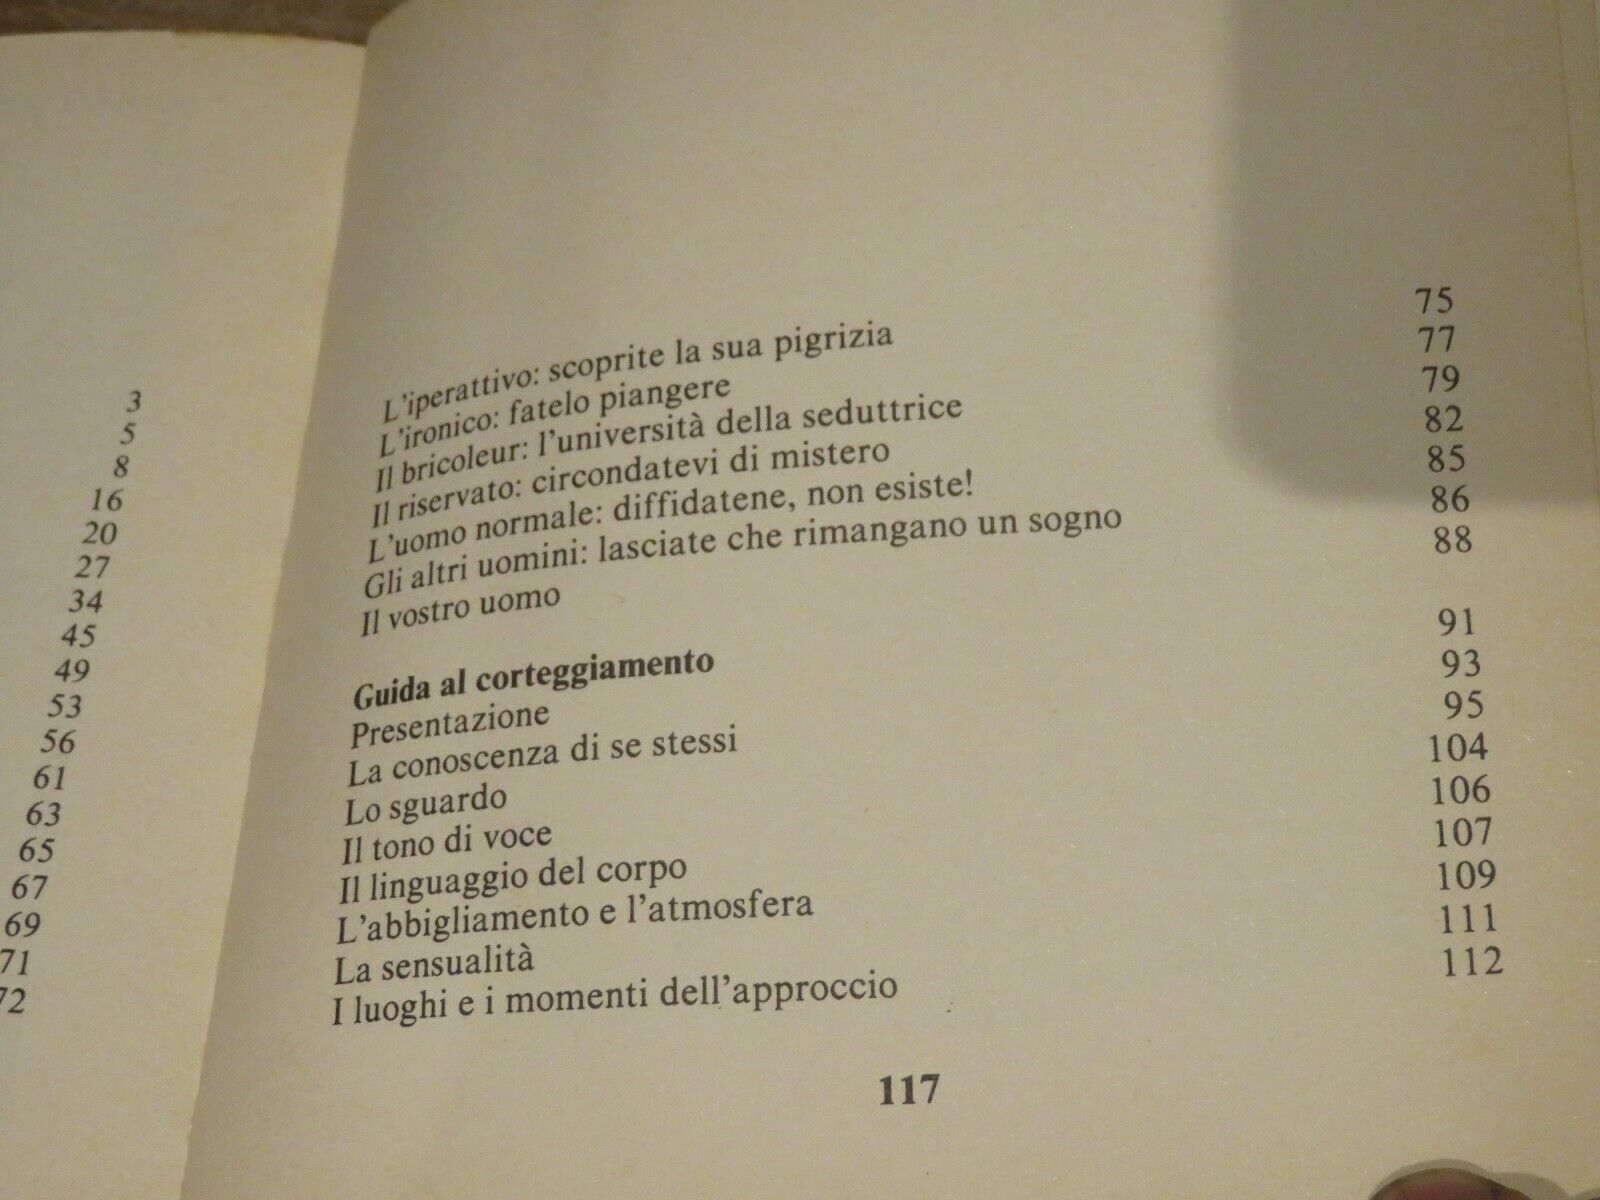 3
5
8
16
20
27
34
45
49
53
56
61
63
65
67
69
71
72
L'iperattivo: scoprite la sua pigrizia 75
L'ironico: fatelo piangere 77
Il bricoleur: l'università della seduttrice 79
Il riservato: circondatevi di mistero 82
L'uomo normale: diffidatene, non esiste! 85
Gli altri uomini: lasciate che rimangano un sogno 86
Il vostro uomo 88
Guida al corteggiamento 91
Presentazione 93
La conoscenza di se stessi 95
Lo sguardo 104
Il tono di voce 106
Il linguaggio del corpo 107
L'abbigliamento e l'atmosfera 109
La sensualità 111
I luoghi e i momenti dell'approccio 112
117